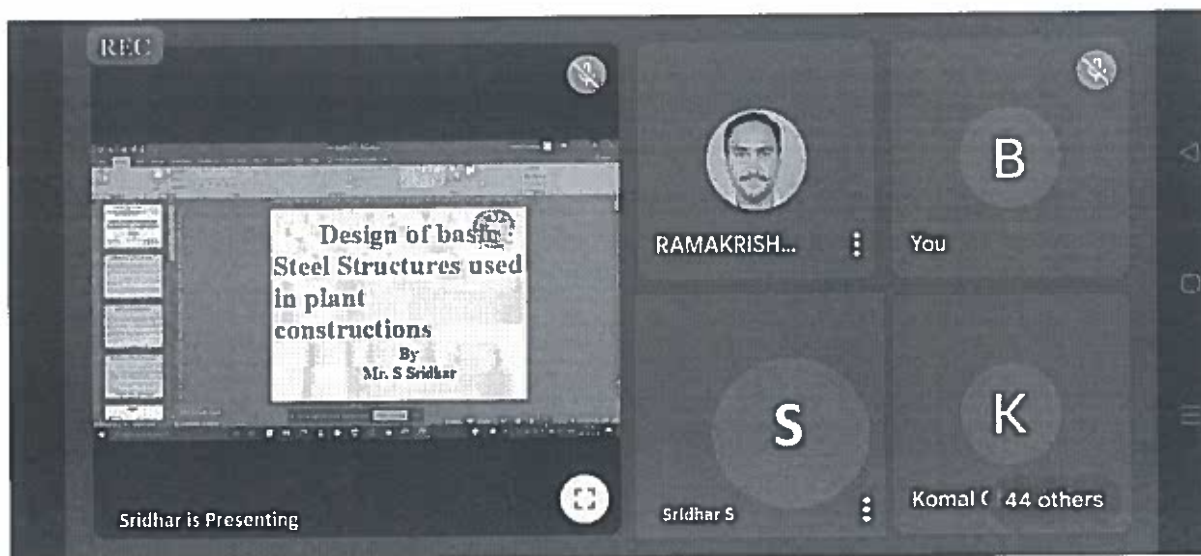 REC
Design of basic
Steel Structures used
in plant
constructions
By
Mr. S Sridhar
Sridhar is Presenting
RAMAKRISH...
B
You
S
Sridhar S
K
Komal
44 others